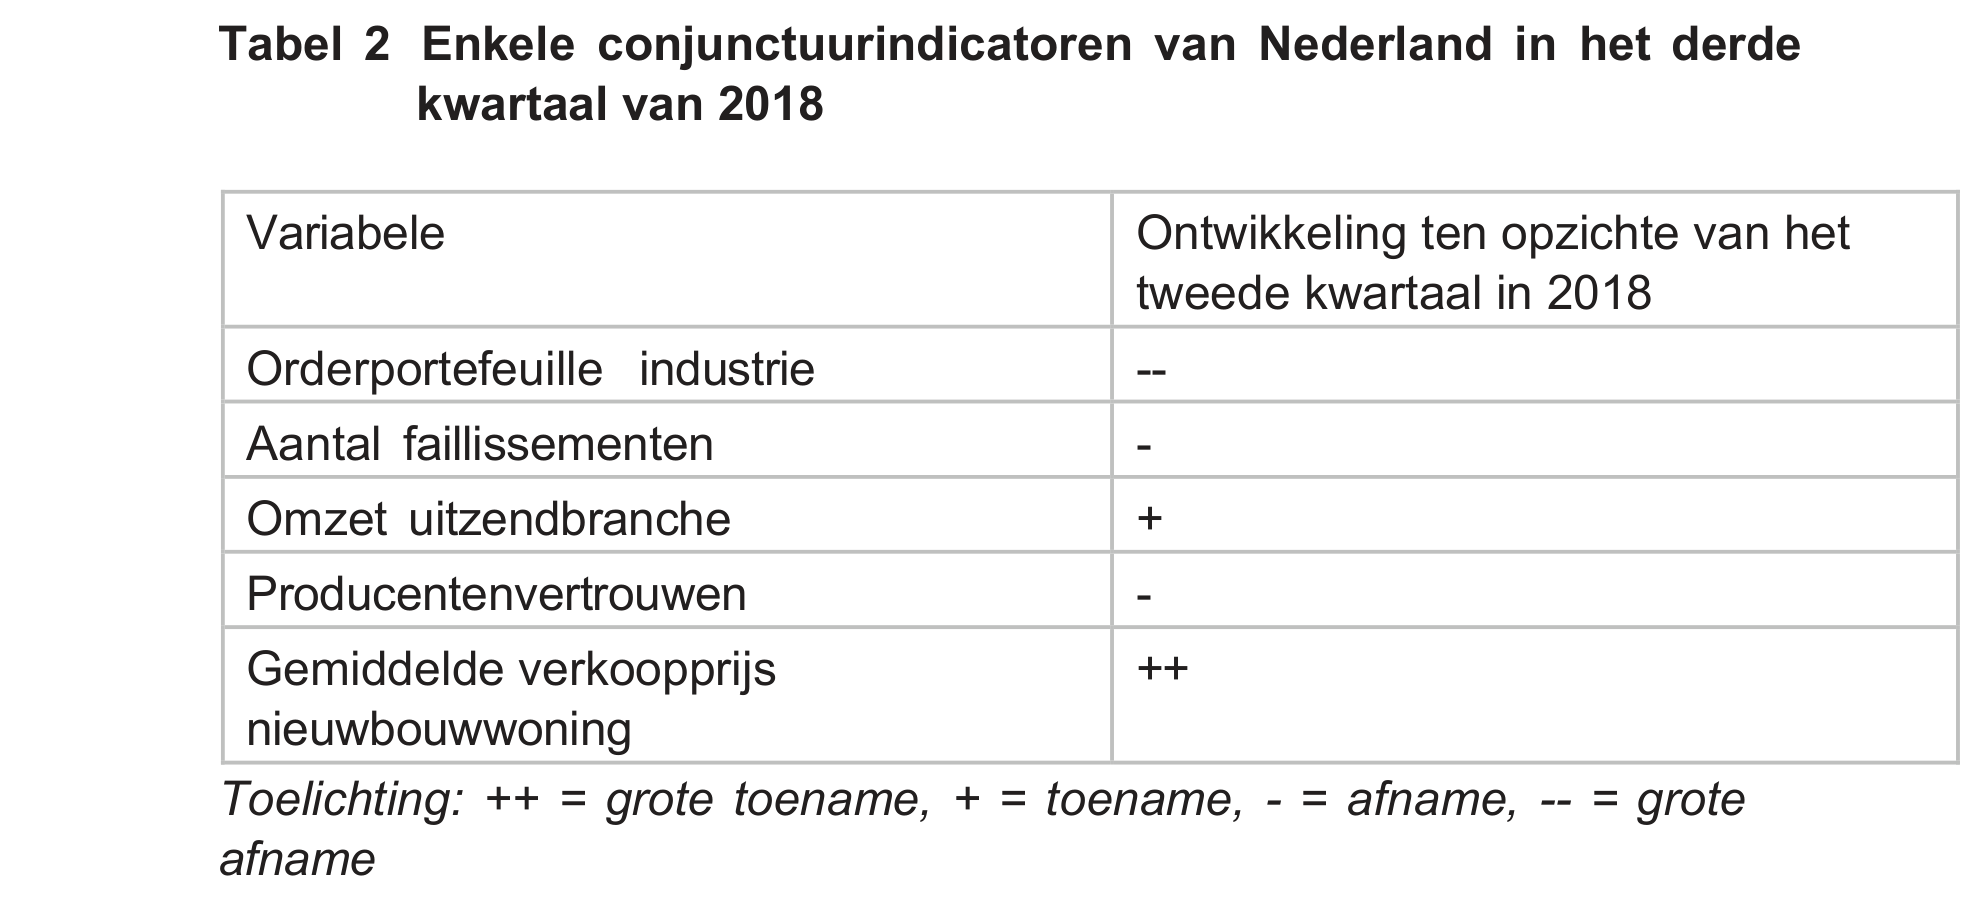 Tabel 2 Enkele conjunctuurindicatoren van Nederland in het derde
kwartaal van 2018
Variabele
Ontwikkeling ten opzichte van het
tweede kwartaal in 2018
Orderportefeuille industrie
--
Aantal faillissementen
-
Omzet uitzendbranche
+
Producentenvertrouwen
-
Gemiddelde verkoopprijs
nieuwbouwwoning
++
Toelichting: ++ = grote toename, + = toename, - = afname, -- = grote
afname